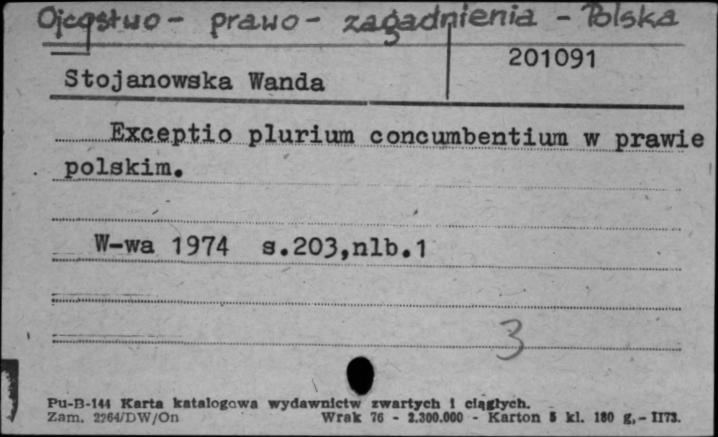 Ojcostwo - prawo - zagadnienia - Polska
201091
Stojanowska Wanda
Exceptio plurium concumbentium w prawie
polskim.
W-wa 1974 s.203,nlb.1
3
Pu-B-144 Karta katalogowa wydawnictw zwartych i ciągłych.
Zam. 2264/DW/On Wrak 76 - 2.300.000 - Karton 5 kl. 180 g,- II73.